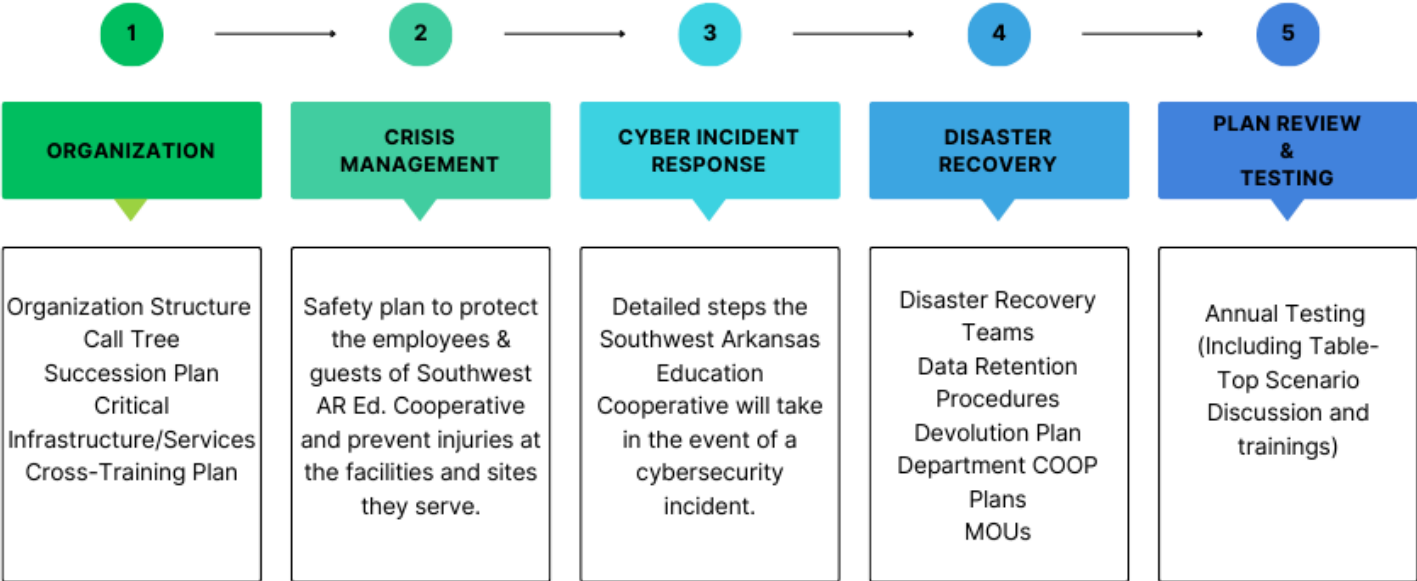 1
2
3
4
5
ORGANIZATION
CRISIS
MANAGEMENT
CYBER INCIDENT
RESPONSE
DISASTER
RECOVERY
PLAN REVIEW
&
TESTING
Organization Structure
Call Tree
Succession Plan
Critical
Infrastructure/Services
Cross-Training Plan
Safety plan to protect
the employees &
guests of Southwest
AR Ed. Cooperative
and prevent injuries at
the facilities and sites
they serve.
Detailed steps the
Southwest Arkansas
Education
Cooperative will take
in the event of a
cybersecurity
incident.
Disaster Recovery
Teams
Data Retention
Procedures
Devolution Plan
Department COOP
Plans
MOUs
Annual Testing
(Including Table-
Top Scenario
Discussion and
trainings)